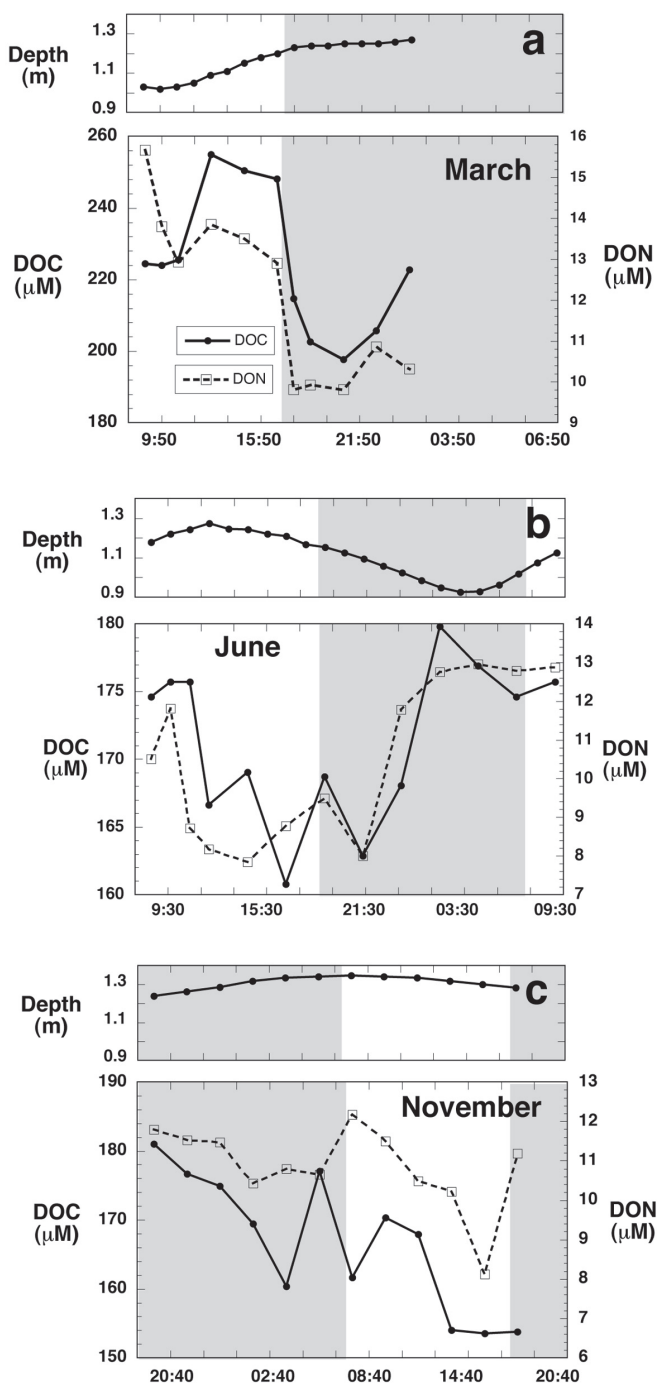 a
Depth
(m)
1.3
1.1
0.9
March
260
240
220
200
180
DOC
(μM)
16
15
14
13
12
11
10
9
DON
(μM)
DOC
DON
9:50 15:50 21:50 03:50 06:50
b
Depth
(m)
1.3
1.1
0.9
June
180
175
170
165
160
DOC
(μM)
14
13
12
11
10
9
8
7
DON
(μM)
9:30 15:30 21:30 03:30 09:30
c
Depth
(m)
1.3
1.1
0.9
November
190
180
170
160
150
DOC
(μM)
13
12
11
10
9
8
7
6
DON
(μM)
20:40 02:40 08:40 14:40 20:40